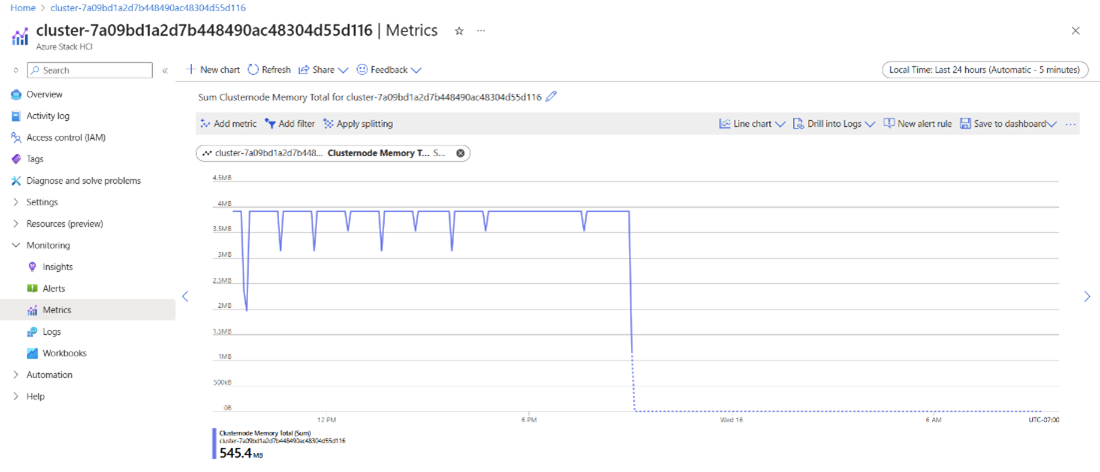 Home > cluster-7a09bd1a2d7b448490ac48304d55d116 >
cluster-7a09bd1a2d7b448490ac48304d55d116 | Metrics
Azure Stack HCI
Search
Overview
Activity log
Access control (IAM)
Tags
Diagnose and solve problems
Settings
Resources (preview)
Monitoring
Insights
Alerts
Metrics
Logs
Workbooks
Automation
Help
New chart Refresh Share Feedback
Local Time: Last 24 hours (Automatic - 5 minutes)
Sum Clusternode Memory Total for cluster-7a09bd1a2d7b448490ac48304d55d116
Add metric Add filter Apply splitting
Line chart Drill into Logs New alert rule Save to dashboard ...
cluster-7a09bd1a2d7b448... Clusternode Memory T... S...
4.5MB
4MB
3.5MB
3MB
2.5MB
2MB
1.5MB
1MB
500kB
0B
12 PM 6 PM Wed 16 6 AM UTC-07:00
Clusternode Memory Total (Sum)
cluster-7a09bd1a2d7b448490ac48304d55d116
545.4 MB